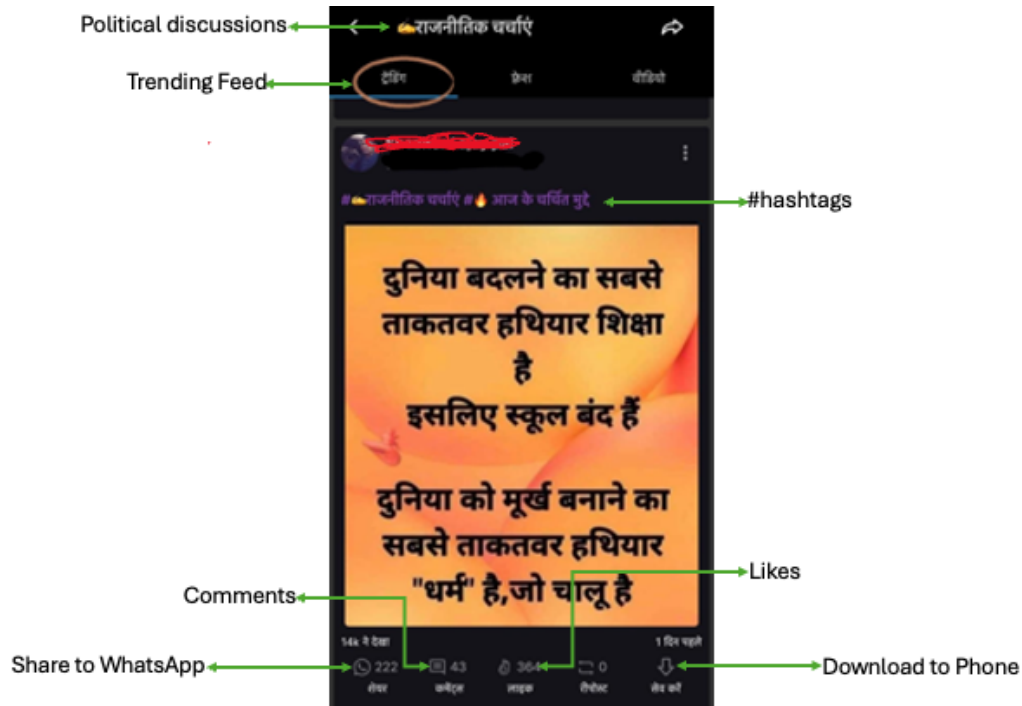 Political discussions
✍️राजनीतिक चर्चाएं
Trending Feed
ट्रेंडिंग फ़्रेश वीडियो
#✍️राजनीतिक चर्चाएं #🔥 आज के चर्चित मुद्दे
#hashtags
दुनिया बदलने का सबसे
ताकतवर हथियार शिक्षा
है
इसलिए स्कूल बंद हैं
दुनिया को मूर्ख बनाने का
सबसे ताकतवर हथियार
"धर्म" है,जो चालू है
Likes
Comments
14k ने देखा 1 दिन पहले
Share to WhatsApp
222 43 364 0
Download to Phone
शेयर कमेंट्स लाइक रीपोस्ट सेव करें